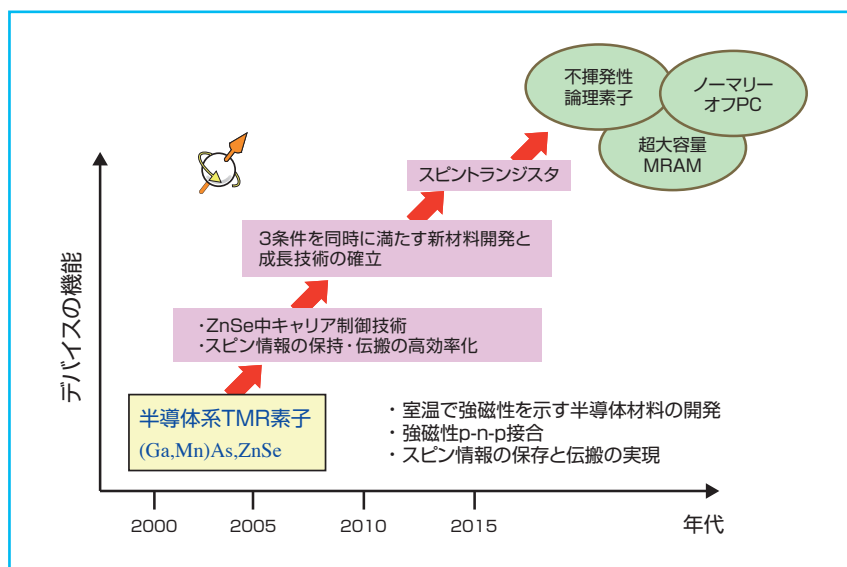 不揮発性
論理素子
ノーマリー
オフPC
超大容量
MRAM
スピントランジスタ
3条件を同時に満たす新材料開発と
成長技術の確立
・ZnSe中キャリア制御技術
・スピン情報の保持・伝搬の高効率化
半導体系TMR素子
(Ga,Mn)As,ZnSe
・室温で強磁性を示す半導体材料の開発
・強磁性p-n-p接合
・スピン情報の保存と伝搬の実現
デバイスの機能
2000
2005
2010
2015
年代